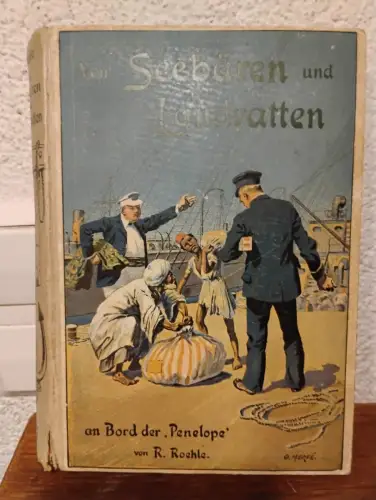 Von Seebären und
Landratten
an Bord der „Penelope“
von R. Roehle.